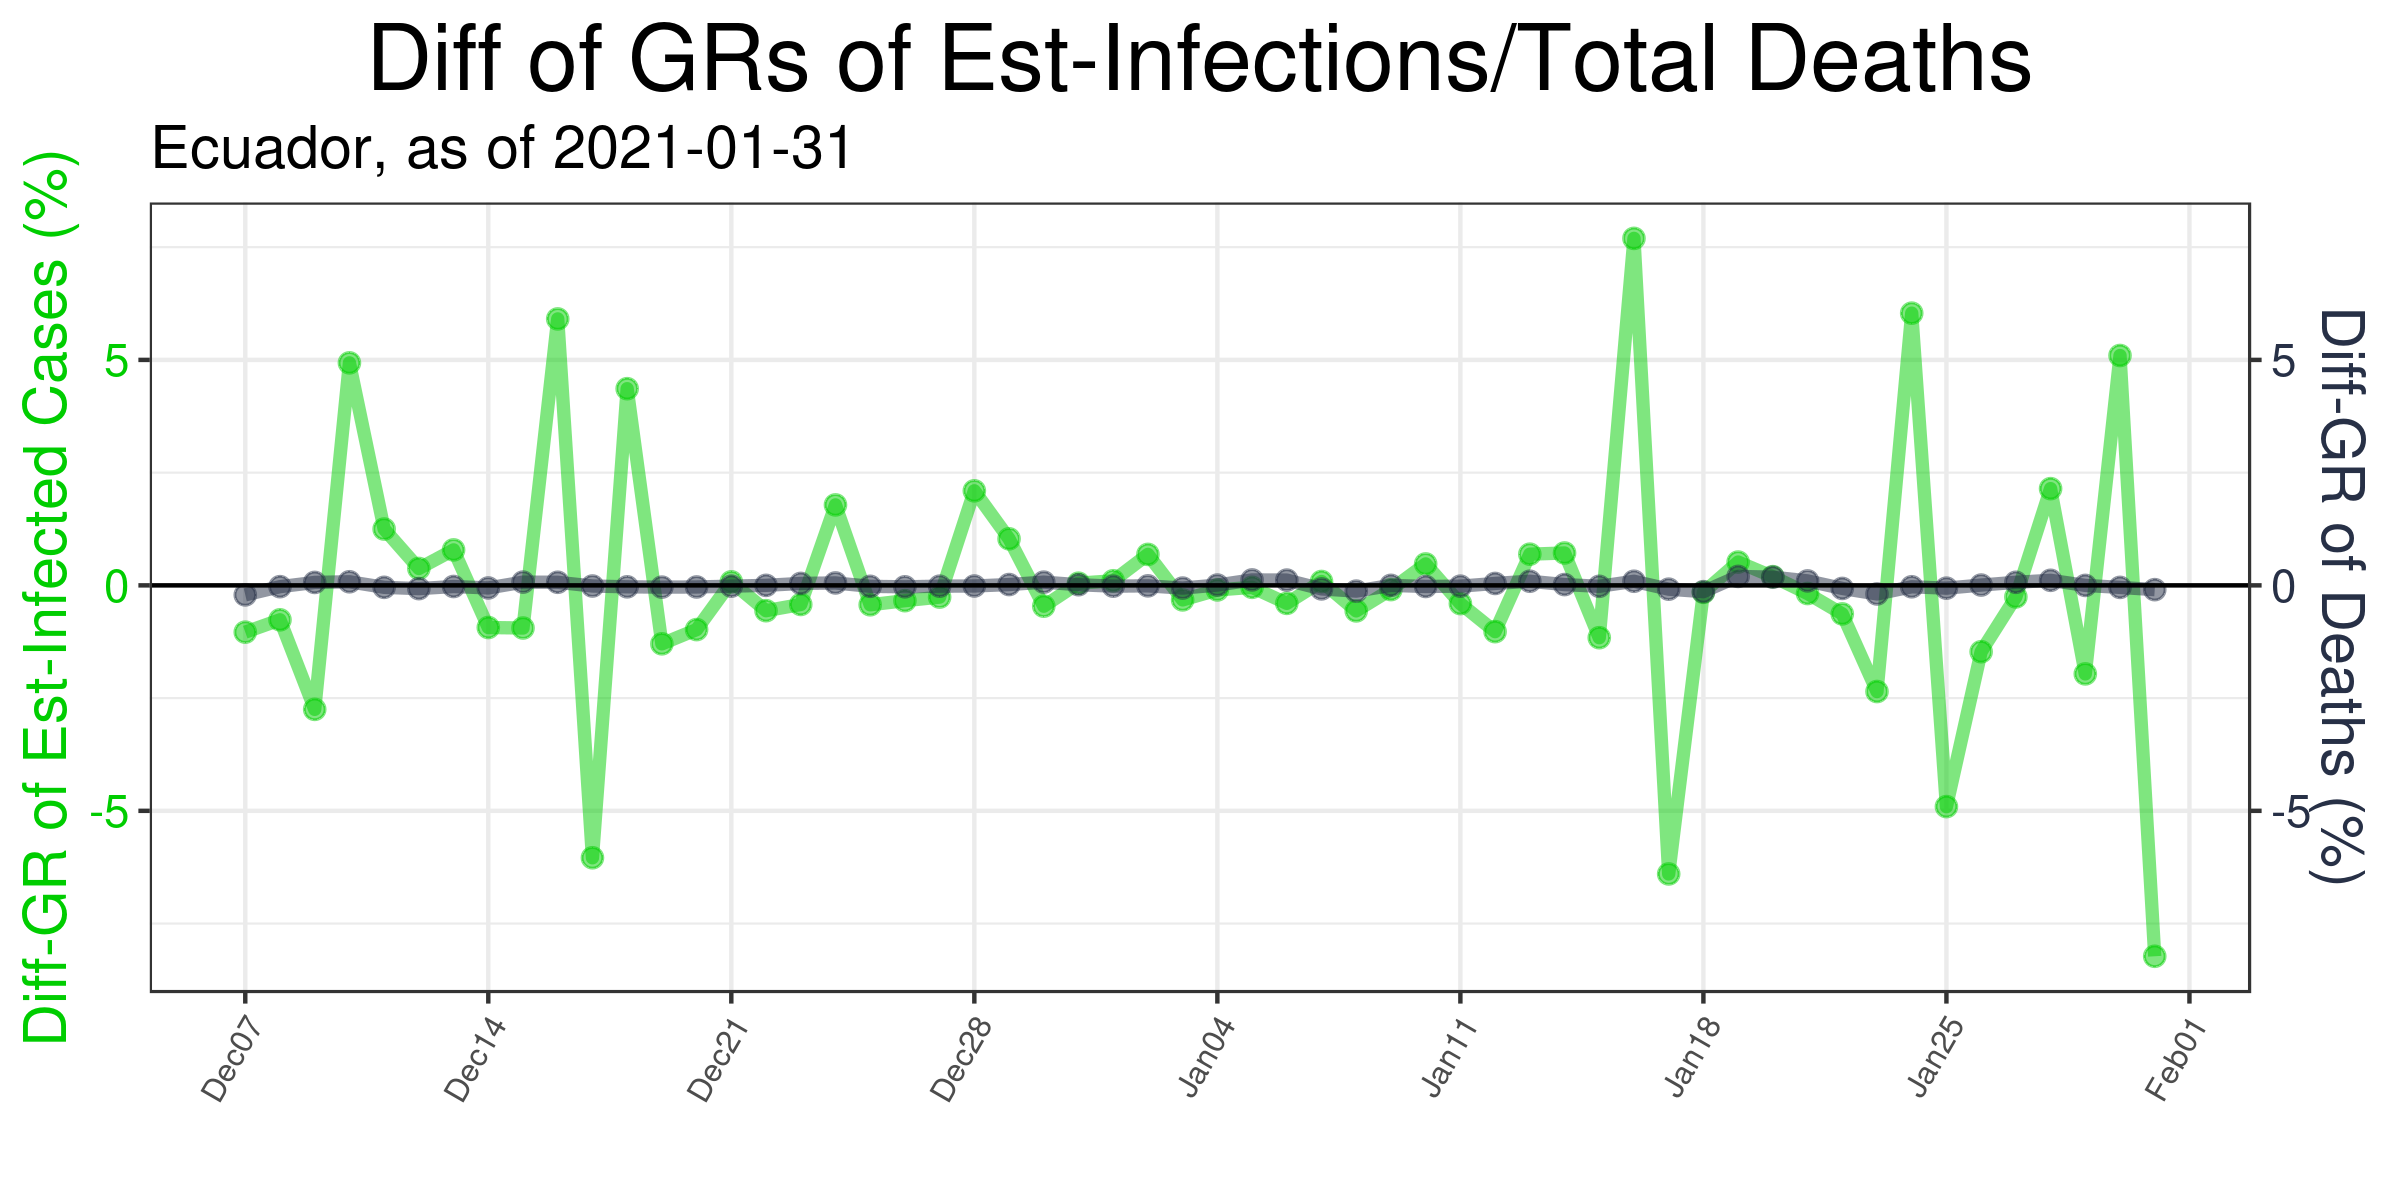 Diff of GRs of Est-Infections/Total Deaths
Ecuador, as of 2021-01-31
Diff-GR of Est-Infected Cases (%)
5
0
-5
5
0
-5
Diff-GR of Deaths (%)
Dec07
Dec14
Dec21
Dec28
Jan04
Jan11
Jan18
Jan25
Feb01